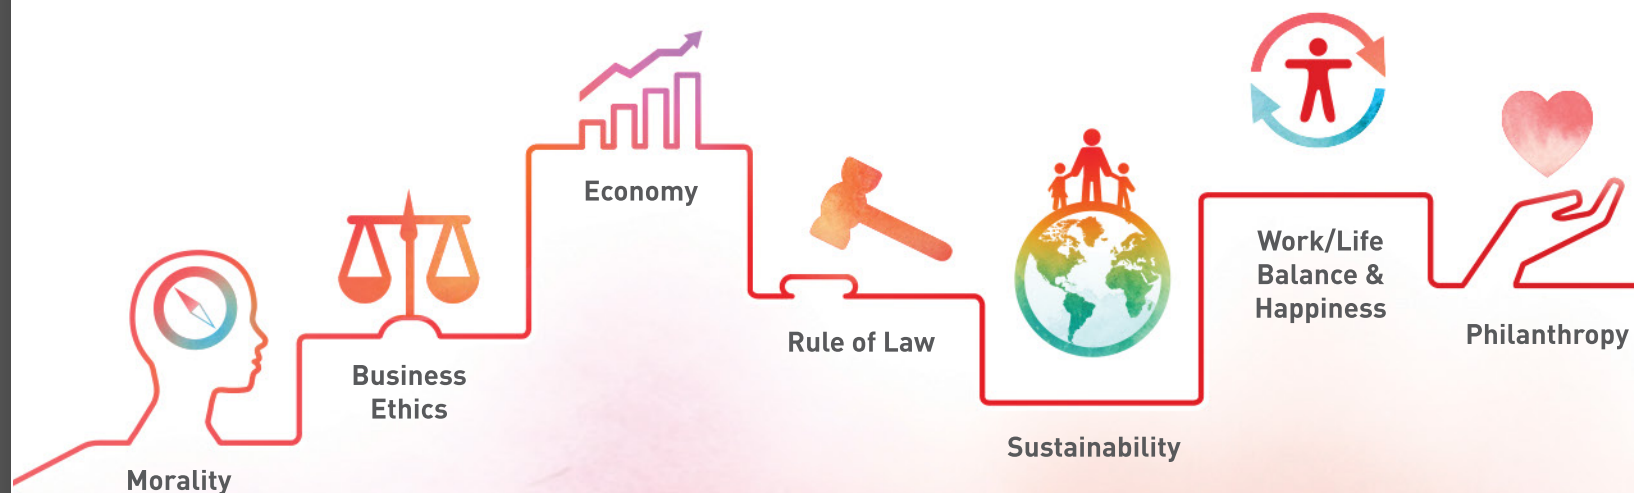 Morality
Business
Ethics
Economy
Rule of Law
Sustainability
Work/Life
Balance &
Happiness
Philanthropy